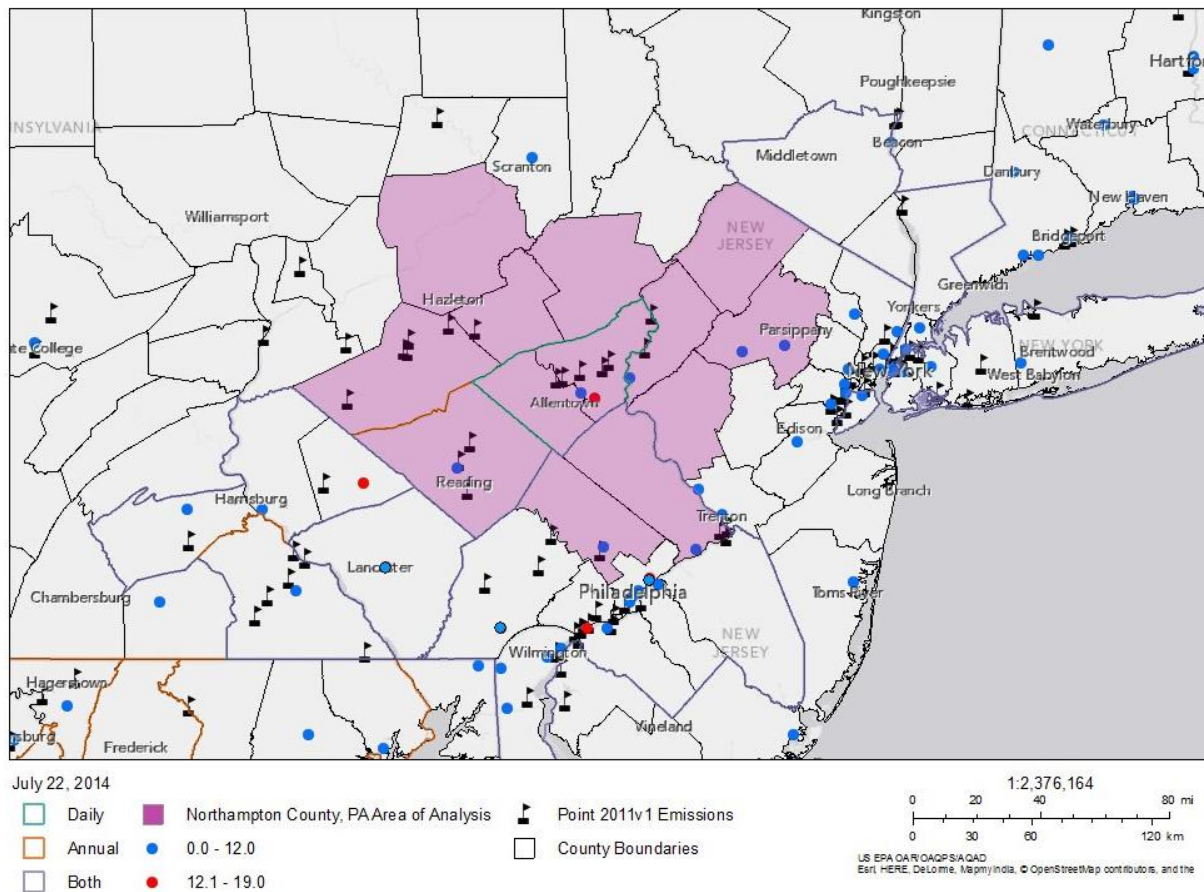 Kingston
Hartfo
Poughkeepsie
NNSYLVANIA
Waterbury
CONNECTICUT
Beacon
Middletown
Scranton
Danbury
New Haven
Williamsport
NEW
JERSEY
Bridgeport
Greenwich
Hazleton
Yonkers
Parsippany
ate College
NEW YORK
Brentwood
New York
West Babylon
Allentown
Edison
Reading
Long Branch
Harrisburg
Trenton
Lancaster
Chambersburg
Philadelphia
Toms River
NEW
JERSEY
Wilmington
Hagerstown
nsburg
Vineland
Frederick
July 22, 2014
1:2,376,164
Daily
Northampton County, PA Area of Analysis
Point 2011v1 Emissions
0 20 40 80 mi
Annual
0.0 - 12.0
County Boundaries
0 30 60 120 km
Both
12.1 - 19.0
US EPA OAR/OAQPS/AQAD
Esri, HERE, DeLorme, MapmyIndia, © OpenStreetMap contributors, and the